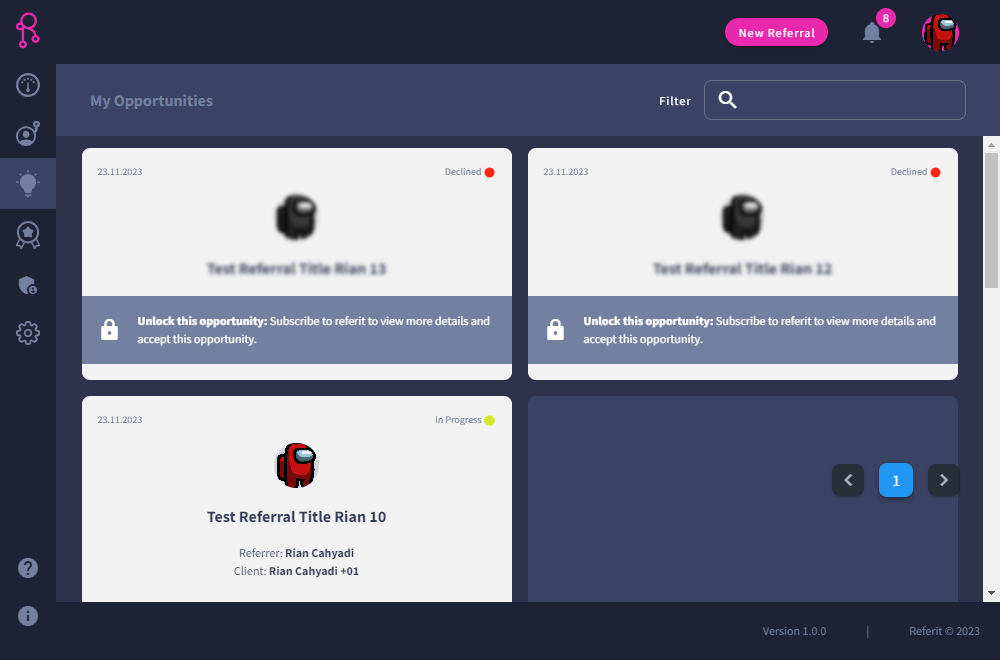 New Referral
8
My Opportunities
Filter
23.11.2023
Declined
Test Referral Title Rian 13
Unlock this opportunity: Subscribe to referit to view more details and
accept this opportunity.
23.11.2023
Declined
Test Referral Title Rian 12
Unlock this opportunity: Subscribe to referit to view more details and
accept this opportunity.
23.11.2023
In Progress
Test Referral Title Rian 10
Referrer: Rian Cahyadi
Client: Rian Cahyadi +01
1
Version 1.0.0
|
Referit © 2023